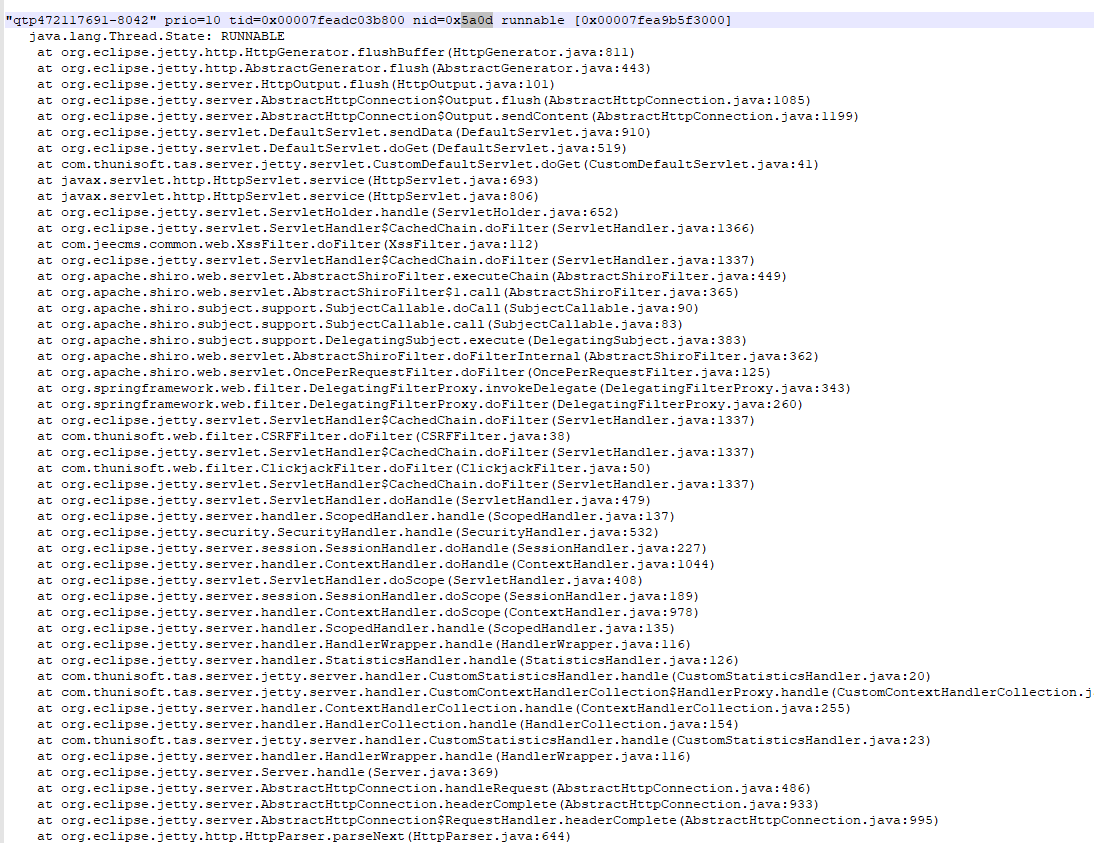 "qtp472117691-8042" prio=10 tid=0x00007feadc03b800 nid=0x5a0d runnable [0x00007fea9b5f3000]
java.lang.Thread.State: RUNNABLE
at org.eclipse.jetty.http.HttpGenerator.flushBuffer(HttpGenerator.java:811)
at org.eclipse.jetty.http.AbstractGenerator.flush(AbstractGenerator.java:443)
at org.eclipse.jetty.server.HttpOutput.flush(HttpOutput.java:101)
at org.eclipse.jetty.server.AbstractHttpConnection$Output.flush(AbstractHttpConnection.java:1085)
at org.eclipse.jetty.server.AbstractHttpConnection$Output.sendContent(AbstractHttpConnection.java:1199)
at org.eclipse.jetty.servlet.DefaultServlet.sendData(DefaultServlet.java:910)
at org.eclipse.jetty.servlet.DefaultServlet.doGet(DefaultServlet.java:519)
at com.thunisoft.tas.server.jetty.servlet.CustomDefaultServlet.doGet(CustomDefaultServlet.java:41)
at javax.servlet.http.HttpServlet.service(HttpServlet.java:693)
at javax.servlet.http.HttpServlet.service(HttpServlet.java:806)
at org.eclipse.jetty.servlet.ServletHolder.handle(ServletHolder.java:652)
at org.eclipse.jetty.servlet.ServletHandler$CachedChain.doFilter(ServletHandler.java:1366)
at com.jeecms.common.web.XssFilter.doFilter(XssFilter.java:112)
at org.eclipse.jetty.servlet.ServletHandler$CachedChain.doFilter(ServletHandler.java:1337)
at org.apache.shiro.web.servlet.AbstractShiroFilter.executeChain(AbstractShiroFilter.java:449)
at org.apache.shiro.web.servlet.AbstractShiroFilter$1.call(AbstractShiroFilter.java:365)
at org.apache.shiro.subject.support.SubjectCallable.doCall(SubjectCallable.java:90)
at org.apache.shiro.subject.support.SubjectCallable.call(SubjectCallable.java:83)
at org.apache.shiro.subject.support.DelegatingSubject.execute(DelegatingSubject.java:383)
at org.apache.shiro.web.servlet.AbstractShiroFilter.doFilterInternal(AbstractShiroFilter.java:362)
at org.apache.shiro.web.servlet.OncePerRequestFilter.doFilter(OncePerRequestFilter.java:125)
at org.springframework.web.filter.DelegatingFilterProxy.invokeDelegate(DelegatingFilterProxy.java:343)
at org.springframework.web.filter.DelegatingFilterProxy.doFilter(DelegatingFilterProxy.java:260)
at org.eclipse.jetty.servlet.ServletHandler$CachedChain.doFilter(ServletHandler.java:1337)
at com.thunisoft.web.filter.CSRFFilter.doFilter(CSRFFilter.java:38)
at org.eclipse.jetty.servlet.ServletHandler$CachedChain.doFilter(ServletHandler.java:1337)
at com.thunisoft.web.filter.ClickjackFilter.doFilter(ClickjackFilter.java:50)
at org.eclipse.jetty.servlet.ServletHandler$CachedChain.doFilter(ServletHandler.java:1337)
at org.eclipse.jetty.servlet.ServletHandler.doHandle(ServletHandler.java:479)
at org.eclipse.jetty.server.handler.ScopedHandler.handle(ScopedHandler.java:137)
at org.eclipse.jetty.security.SecurityHandler.handle(SecurityHandler.java:532)
at org.eclipse.jetty.server.session.SessionHandler.doHandle(SessionHandler.java:227)
at org.eclipse.jetty.server.handler.ContextHandler.doHandle(ContextHandler.java:1044)
at org.eclipse.jetty.servlet.ServletHandler.doScope(ServletHandler.java:408)
at org.eclipse.jetty.server.session.SessionHandler.doScope(SessionHandler.java:189)
at org.eclipse.jetty.server.handler.ContextHandler.doScope(ContextHandler.java:978)
at org.eclipse.jetty.server.handler.ScopedHandler.handle(ScopedHandler.java:135)
at org.eclipse.jetty.server.handler.HandlerWrapper.handle(HandlerWrapper.java:116)
at org.eclipse.jetty.server.handler.StatisticsHandler.handle(StatisticsHandler.java:126)
at com.thunisoft.tas.server.jetty.server.handler.CustomStatisticsHandler.handle(CustomStatisticsHandler.java:20)
at com.thunisoft.tas.server.jetty.server.handler.CustomContextHandlerCollection$HandlerProxy.handle(CustomContextHandlerCollection.j
at org.eclipse.jetty.server.handler.ContextHandlerCollection.handle(ContextHandlerCollection.java:255)
at org.eclipse.jetty.server.handler.HandlerCollection.handle(HandlerCollection.java:154)
at com.thunisoft.tas.server.jetty.server.handler.CustomStatisticsHandler.handle(CustomStatisticsHandler.java:23)
at org.eclipse.jetty.server.handler.HandlerWrapper.handle(HandlerWrapper.java:116)
at org.eclipse.jetty.server.Server.handle(Server.java:369)
at org.eclipse.jetty.server.AbstractHttpConnection.handleRequest(AbstractHttpConnection.java:486)
at org.eclipse.jetty.server.AbstractHttpConnection.headerComplete(AbstractHttpConnection.java:933)
at org.eclipse.jetty.server.AbstractHttpConnection$RequestHandler.headerComplete(AbstractHttpConnection.java:995)
at org.eclipse.jetty.http.HttpParser.parseNext(HttpParser.java:644)